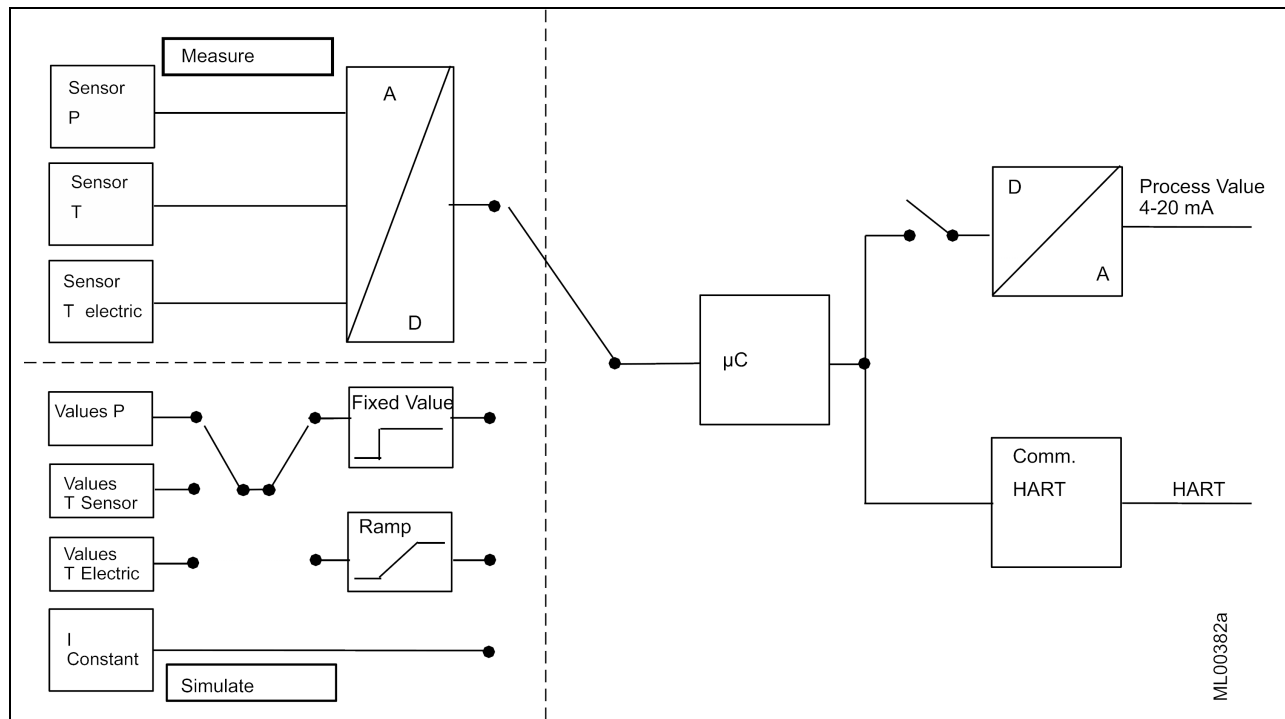 Measure
Sensor
P
A
Sensor
T
Sensor
T electric
D
D
A
Process Value
4-20 mA
µC
Values P
Values
T Sensor
Values
T Electric
Fixed Value
Ramp
I
Constant
Simulate
Comm.
HART
HART
ML00382a